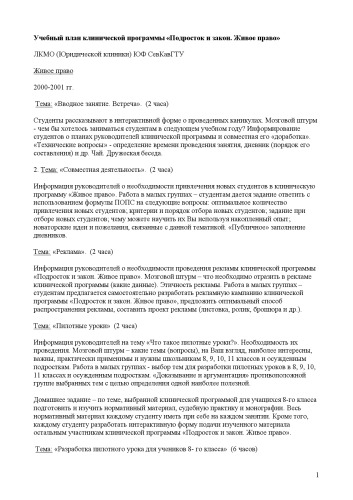 Учебный план клинической программы «Подросток и закон. Живое право»
ЛКМО (Юридической клиники) ЮФ СевКавГТУ
Живое право
2000-2001 гг.
Тема: «Вводное занятие. Встреча». (2 часа)
Студенты рассказывают в интерактивной форме о проведенных каникулах. Мозговой штурм
- чем бы хотелось заниматься студентам в следующем учебном году? Информирование
студентов о планах руководителей клинической программы и совместная его «доработка».
«Технические вопросы» - определение времени проведения занятия, дневник (порядок его
составления) и др. Чай. Дружеская беседа.
2. Тема: «Совместная деятельность». (2 часа)
Информация руководителей о необходимости привлечения новых студентов в клиническую
программу «Живое право». Работа в малых группах – студентам дается задание ответить с
использованием формулы ПОПС на следующие вопросы: оптимальное количество
привлечения новых студентов; критерии и порядок отбора новых студентов; задание при
отборе новых студентов; чему можете научить их Вы используя накопленный опыт,
новаторские идеи и пожелания, связанные с данной тематикой. «Публичное» заполнение
дневников.
Тема: «Реклама». (2 часа)
Информация руководителей о необходимости проведения рекламы клинической программы
«Подросток и закон. Живое право». Мозговой штурм – что необходимо отразить в рекламе
клинической программы (какие данные). Этичность рекламы. Работа в малых группах –
студентам предлагается самостоятельно разработать рекламную кампанию клинической
программы «Подросток и закон. Живое право», предложить оптимальный способ
распространения рекламы, составить проект рекламы (листовка, ролик, брошюра и др.).
Тема: «Пилотные уроки» (2 часа)
Информация руководителей на тему «Что такое пилотные уроки?». Необходимость их
проведения. Мозговой штурм – какие темы (вопросы), на Ваш взгляд, наиболее интересны,
важны, практически применимы и нужны школьникам 8, 9, 10, 11 классов и осужденным
подросткам. Работа в малых группах - выбор тем для разработки пилотных уроков в 8, 9, 10,
11 классах и осужденным подросткам. «Доказывание и аргументация» противоположной
группе выбранных тем с целью определения одной наиболее полезной.
Домашнее задание – по теме, выбранной клинической программой для учащихся 8-го класса
подготовить и изучить нормативный материал, судебную практику и монографии. Весь
нормативный материал каждому студенту иметь при себе на каждом занятии. Кроме того,
каждому студенту разработать интерактивную форму подачи изученного материала
остальным участникам клинической программы «Подросток и закон. Живое право».
Тема: «Разработка пилотного урока для учеников 8- го класса» (6 часов)
1